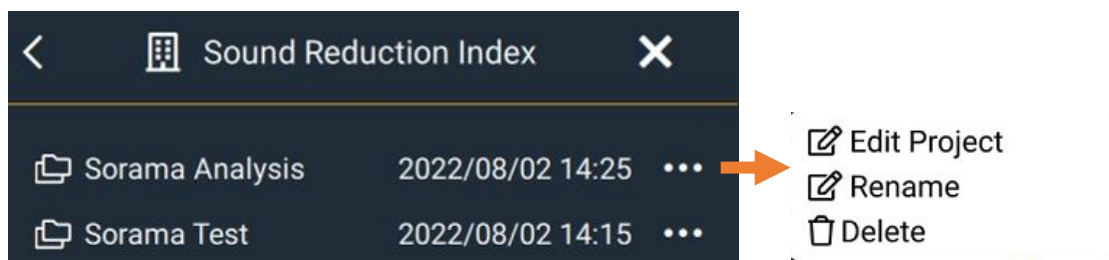 Sound Reduction Index
Sorama Analysis 2022/08/02 14:25
Sorama Test 2022/08/02 14:15
Edit Project
Rename
Delete